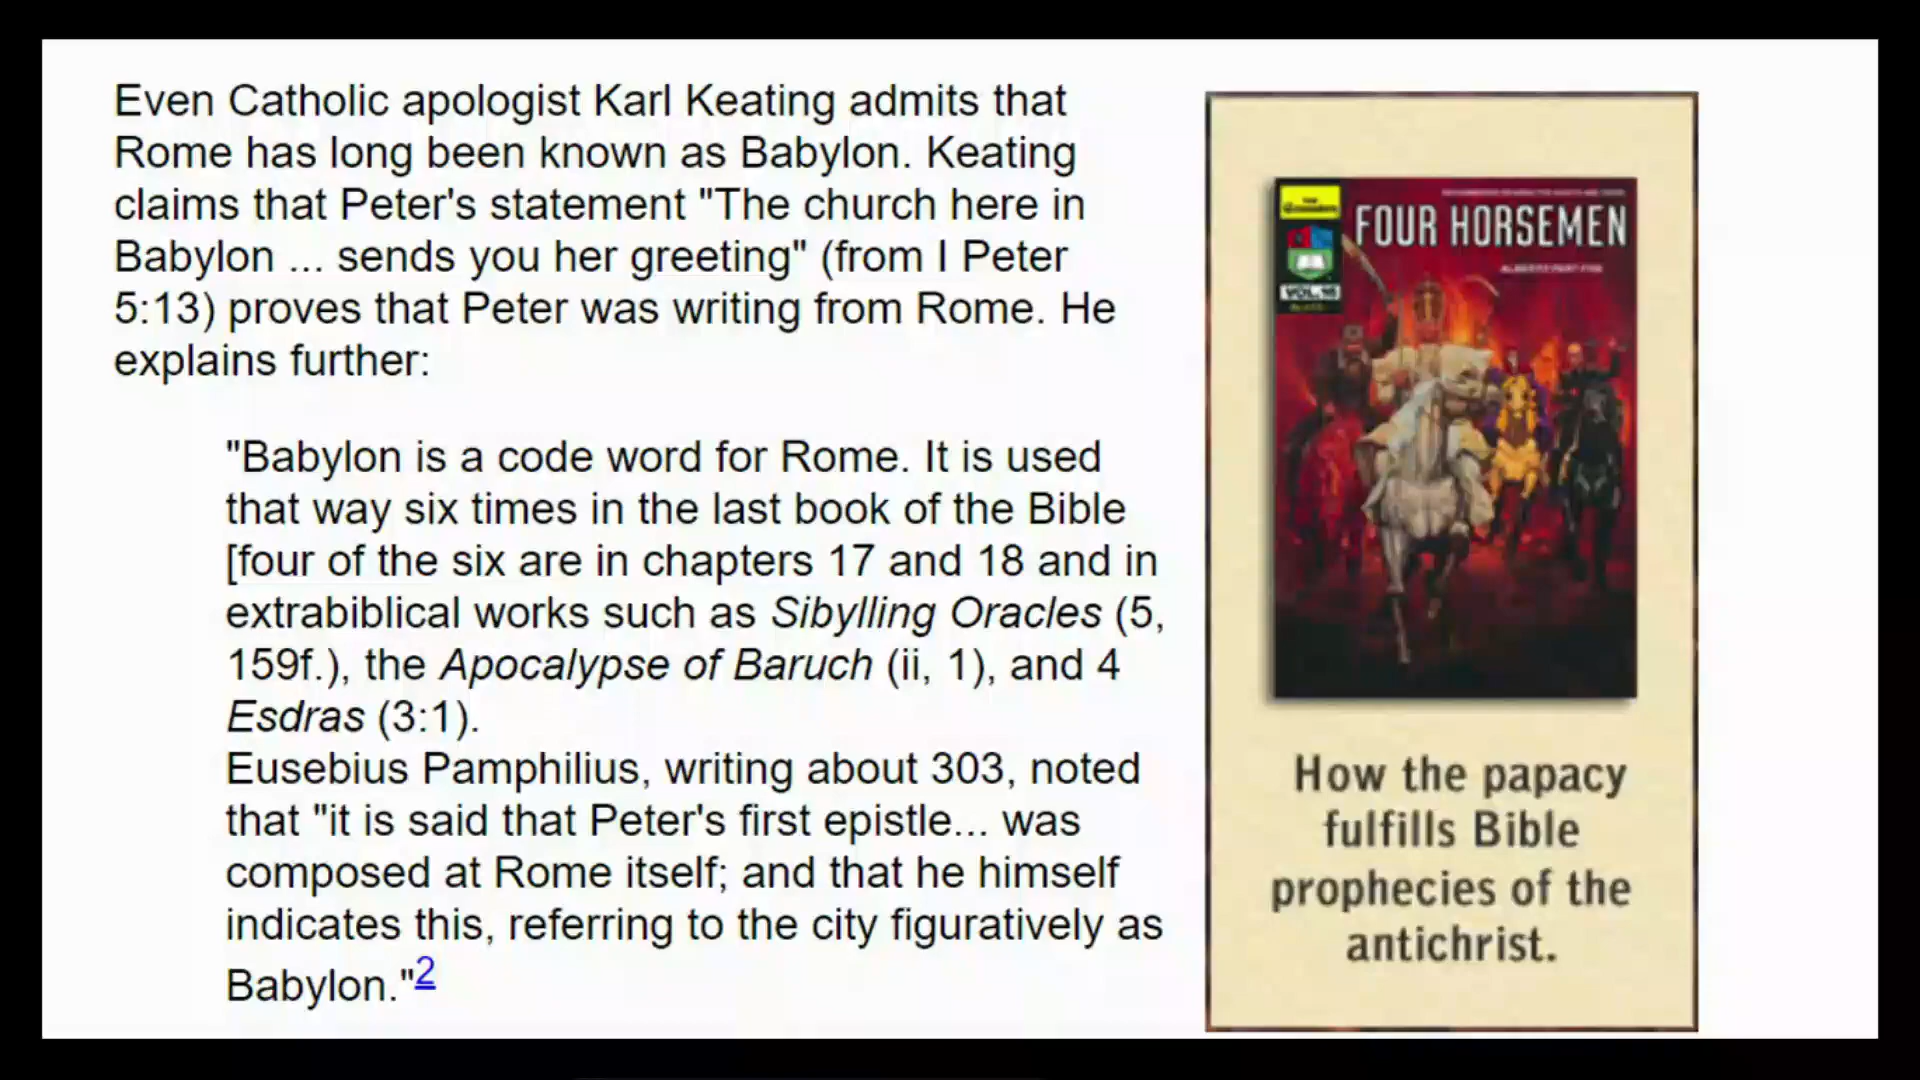 Even Catholic apologist Karl Keating admits that
Rome has long been known as Babylon. Keating
claims that Peter's statement "The church here in
Babylon ... sends you her greeting" (from I Peter
5:13) proves that Peter was writing from Rome. He
explains further:
"Babylon is a code word for Rome. It is used
that way six times in the last book of the Bible
[four of the six are in chapters 17 and 18 and in
extrabiblical works such as Sibylling Oracles (5,
159f.), the Apocalypse of Baruch (ii, 1), and 4
Esdras (3:1).
Eusebius Pamphilius, writing about 303, noted
that "it is said that Peter's first epistle... was
composed at Rome itself; and that he himself
indicates this, referring to the city figuratively as
Babylon."2
FOUR HORSEMEN
VOL. 16
How the papacy
fulfills Bible
prophecies of the
antichrist.